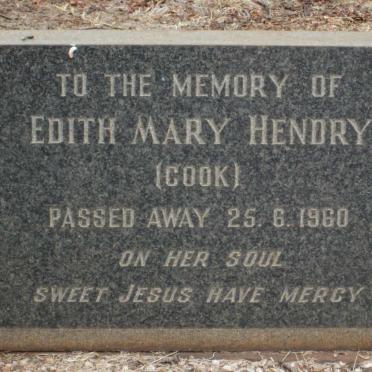 TO THE MEMORY OF
EDITH MARY HENDRY
(COOK)
PASSED AWAY 25.6.1960
ON HER SOUL
SWEET JESUS HAVE MERCY